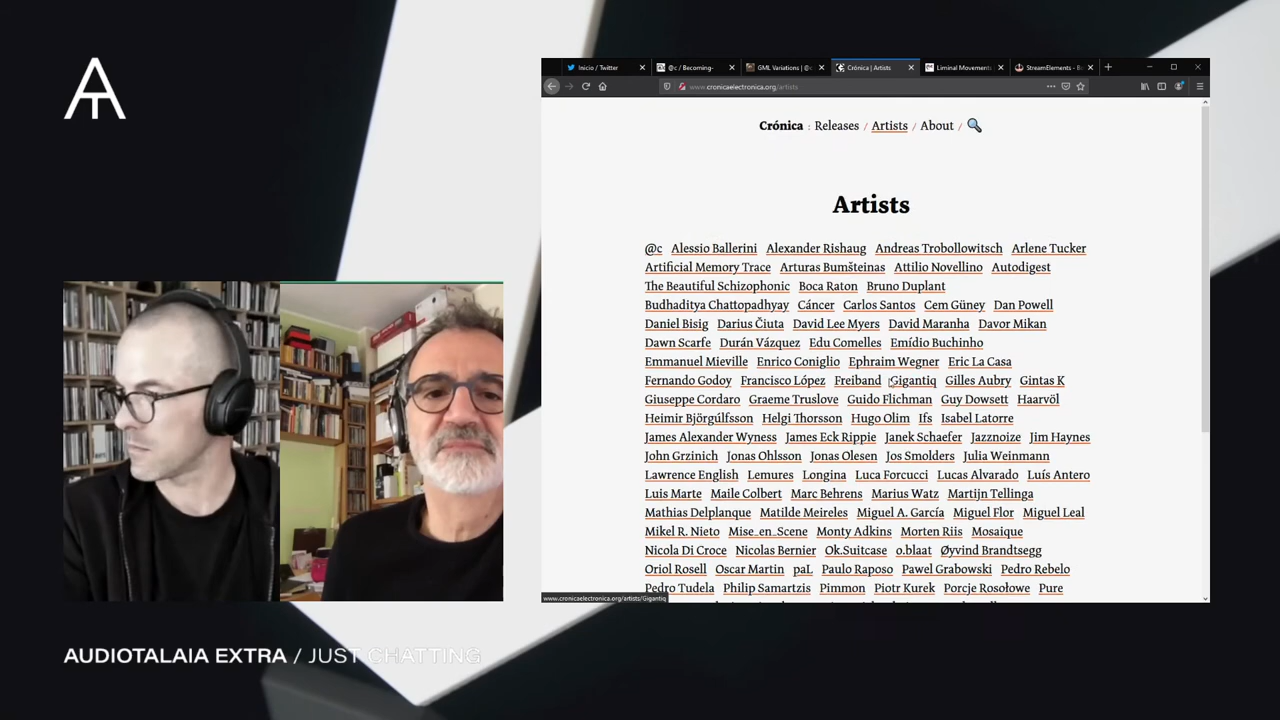 Inicio / Twitter
@c / Becoming-
GML Variations | @c
Crónica | Artists
Liminal Movement
StreamElements - B
www.cronicaelectronica.org/artists
Crónica : Releases / Artists / About /
Artists
@c Alessio Ballerini Alexander Rishaug Andreas Trobollowitsch Arlene Tucker
Artificial Memory Trace Arturas Bumšteinas Attilio Novellino Autodigest
The Beautiful Schizophonic Boca Raton Bruno Duplant
Budhaditya Chattopadhyay Cáncer Carlos Santos Cem Güney Dan Powell
Daniel Bisig Darius Čiuta David Lee Myers David Maranha Davor Mikan
Dawn Scarfe Durán Vázquez Edu Comelles Emídio Buchinho
Emmanuel Mieville Enrico Coniglio Ephraim Wegner Eric La Casa
Fernando Godoy Francisco López Freiband Gigantiq Gilles Aubry Gintas K
Giuseppe Cordaro Graeme Truslove Guido Flichman Guy Dowsett Haarvöl
Heimir Björgúlfsson Helgi Thorsson Hugo Olim Ifs Isabel Latorre
James Alexander Wyness James Eck Rippie Janek Schaefer Jazznoize Jim Haynes
John Grzinich Jonas Ohlsson Jonas Olesen Jos Smolders Julia Weinmann
Lawrence English Lemures Longina Luca Forcucci Lucas Alvarado Luís Antero
Luis Marte Maile Colbert Marc Behrens Marius Watz Martijn Tellinga
Mathias Delplanque Matilde Meireles Miguel A. García Miguel Flor Miguel Leal
Mikel R. Nieto Mise_en_Scene Monty Adkins Morten Riis Mosaique
Nicola Di Croce Nicolas Bernier Ok.Suitcase o.blaat Øyvind Brandtsegg
Oriol Rosell Oscar Martin paL Paulo Raposo Pawel Grabowski Pedro Rebelo
Pedro Tudela Philip Samartzis Pimmon Piotr Kurek Porcje Rosołowe Pure
www.cronicaelectronica.org/artists/Gigantiq
AUDIOTALAIA EXTRA / JUST CHATTING